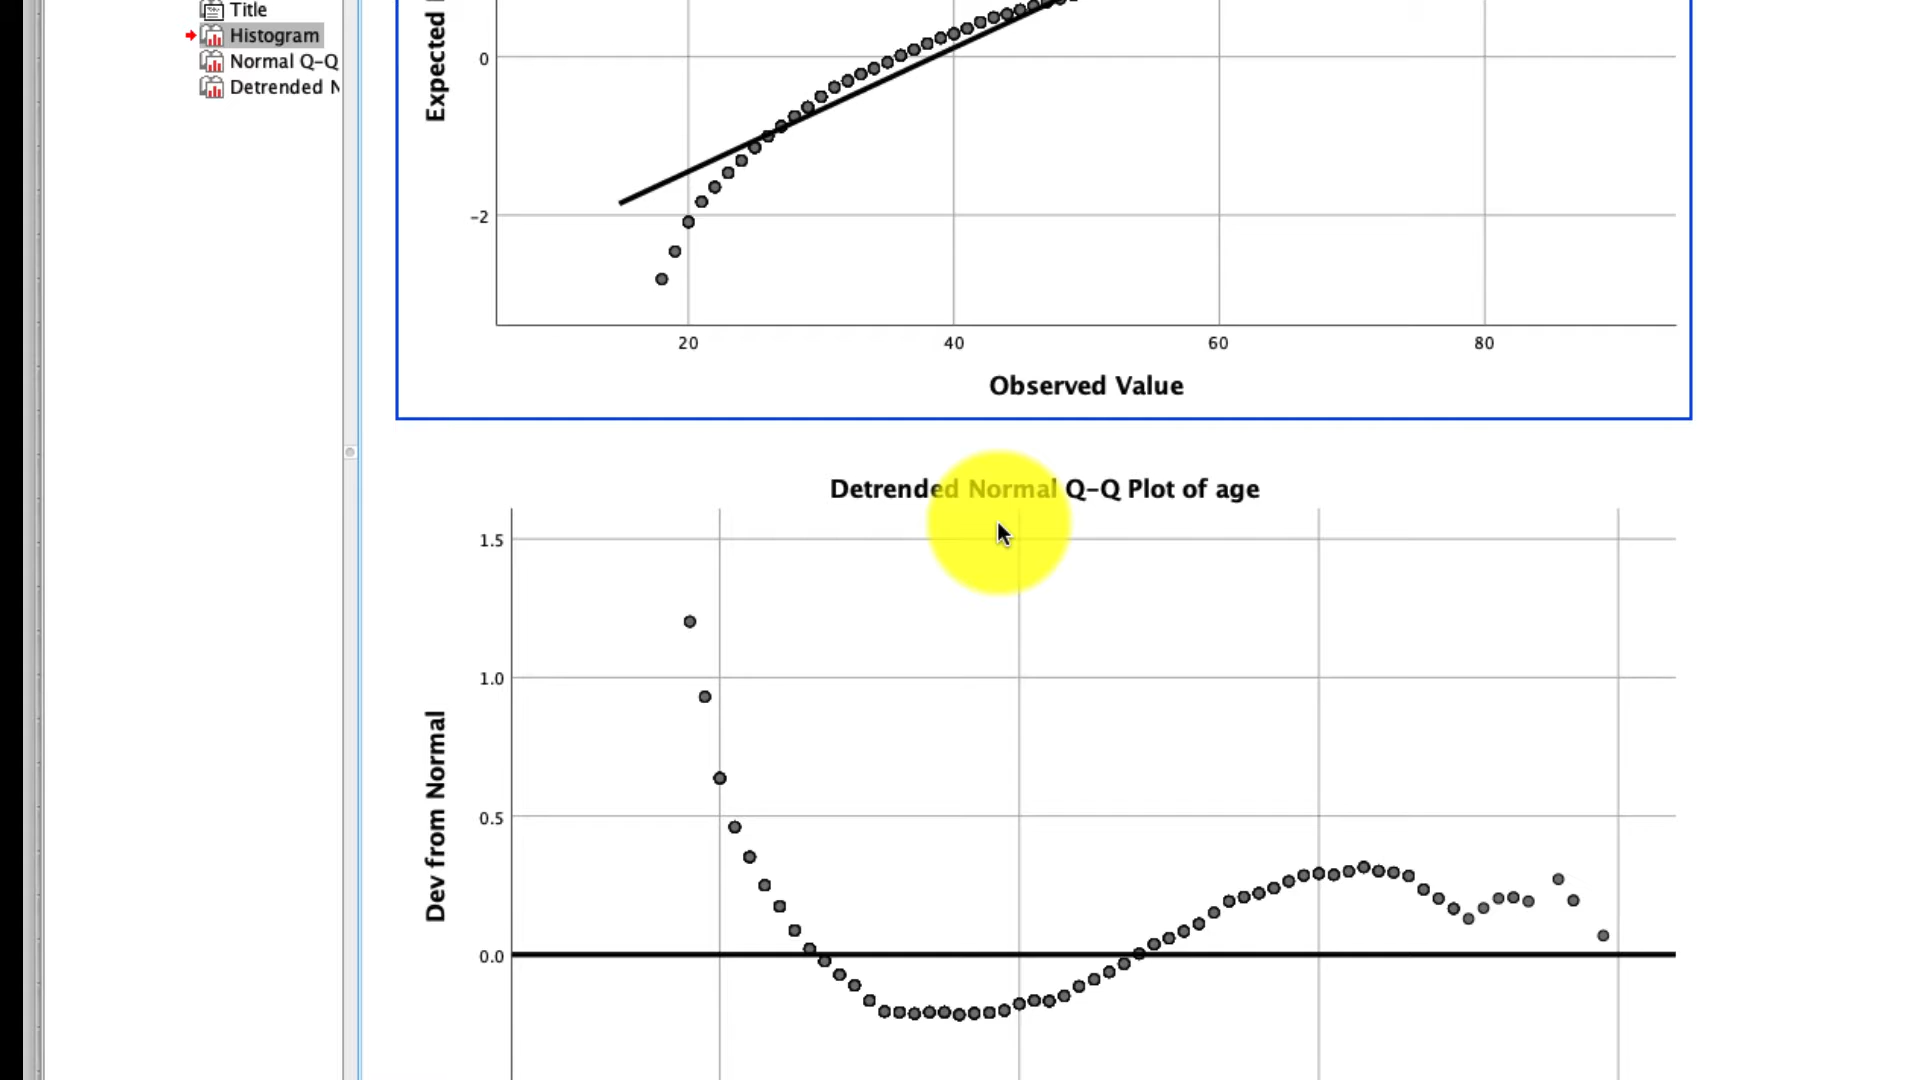 Title
Histogram
Normal Q-Q
Detrended N
Expected
0
-2
20
40
60
80
Observed Value
Detrended Normal Q-Q Plot of age
1.5
1.0
0.5
0.0
Dev from Normal